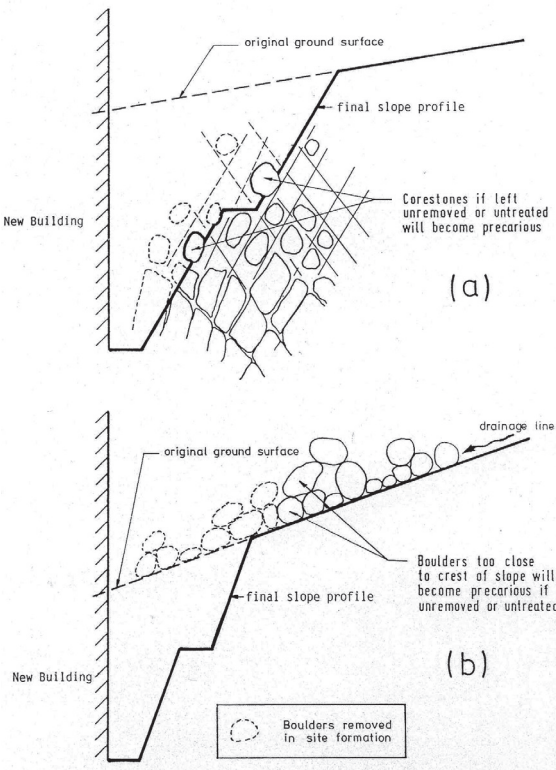 original ground surface
final slope profile
Corestones if left
unremoved or untreated
will become precarious
New Building
(a)
drainage line
original ground surface
Boulders too close
to crest of slope will
become precarious if
unremoved or untreated
final slope profile
(b)
New Building
Boulders removed
in site formation